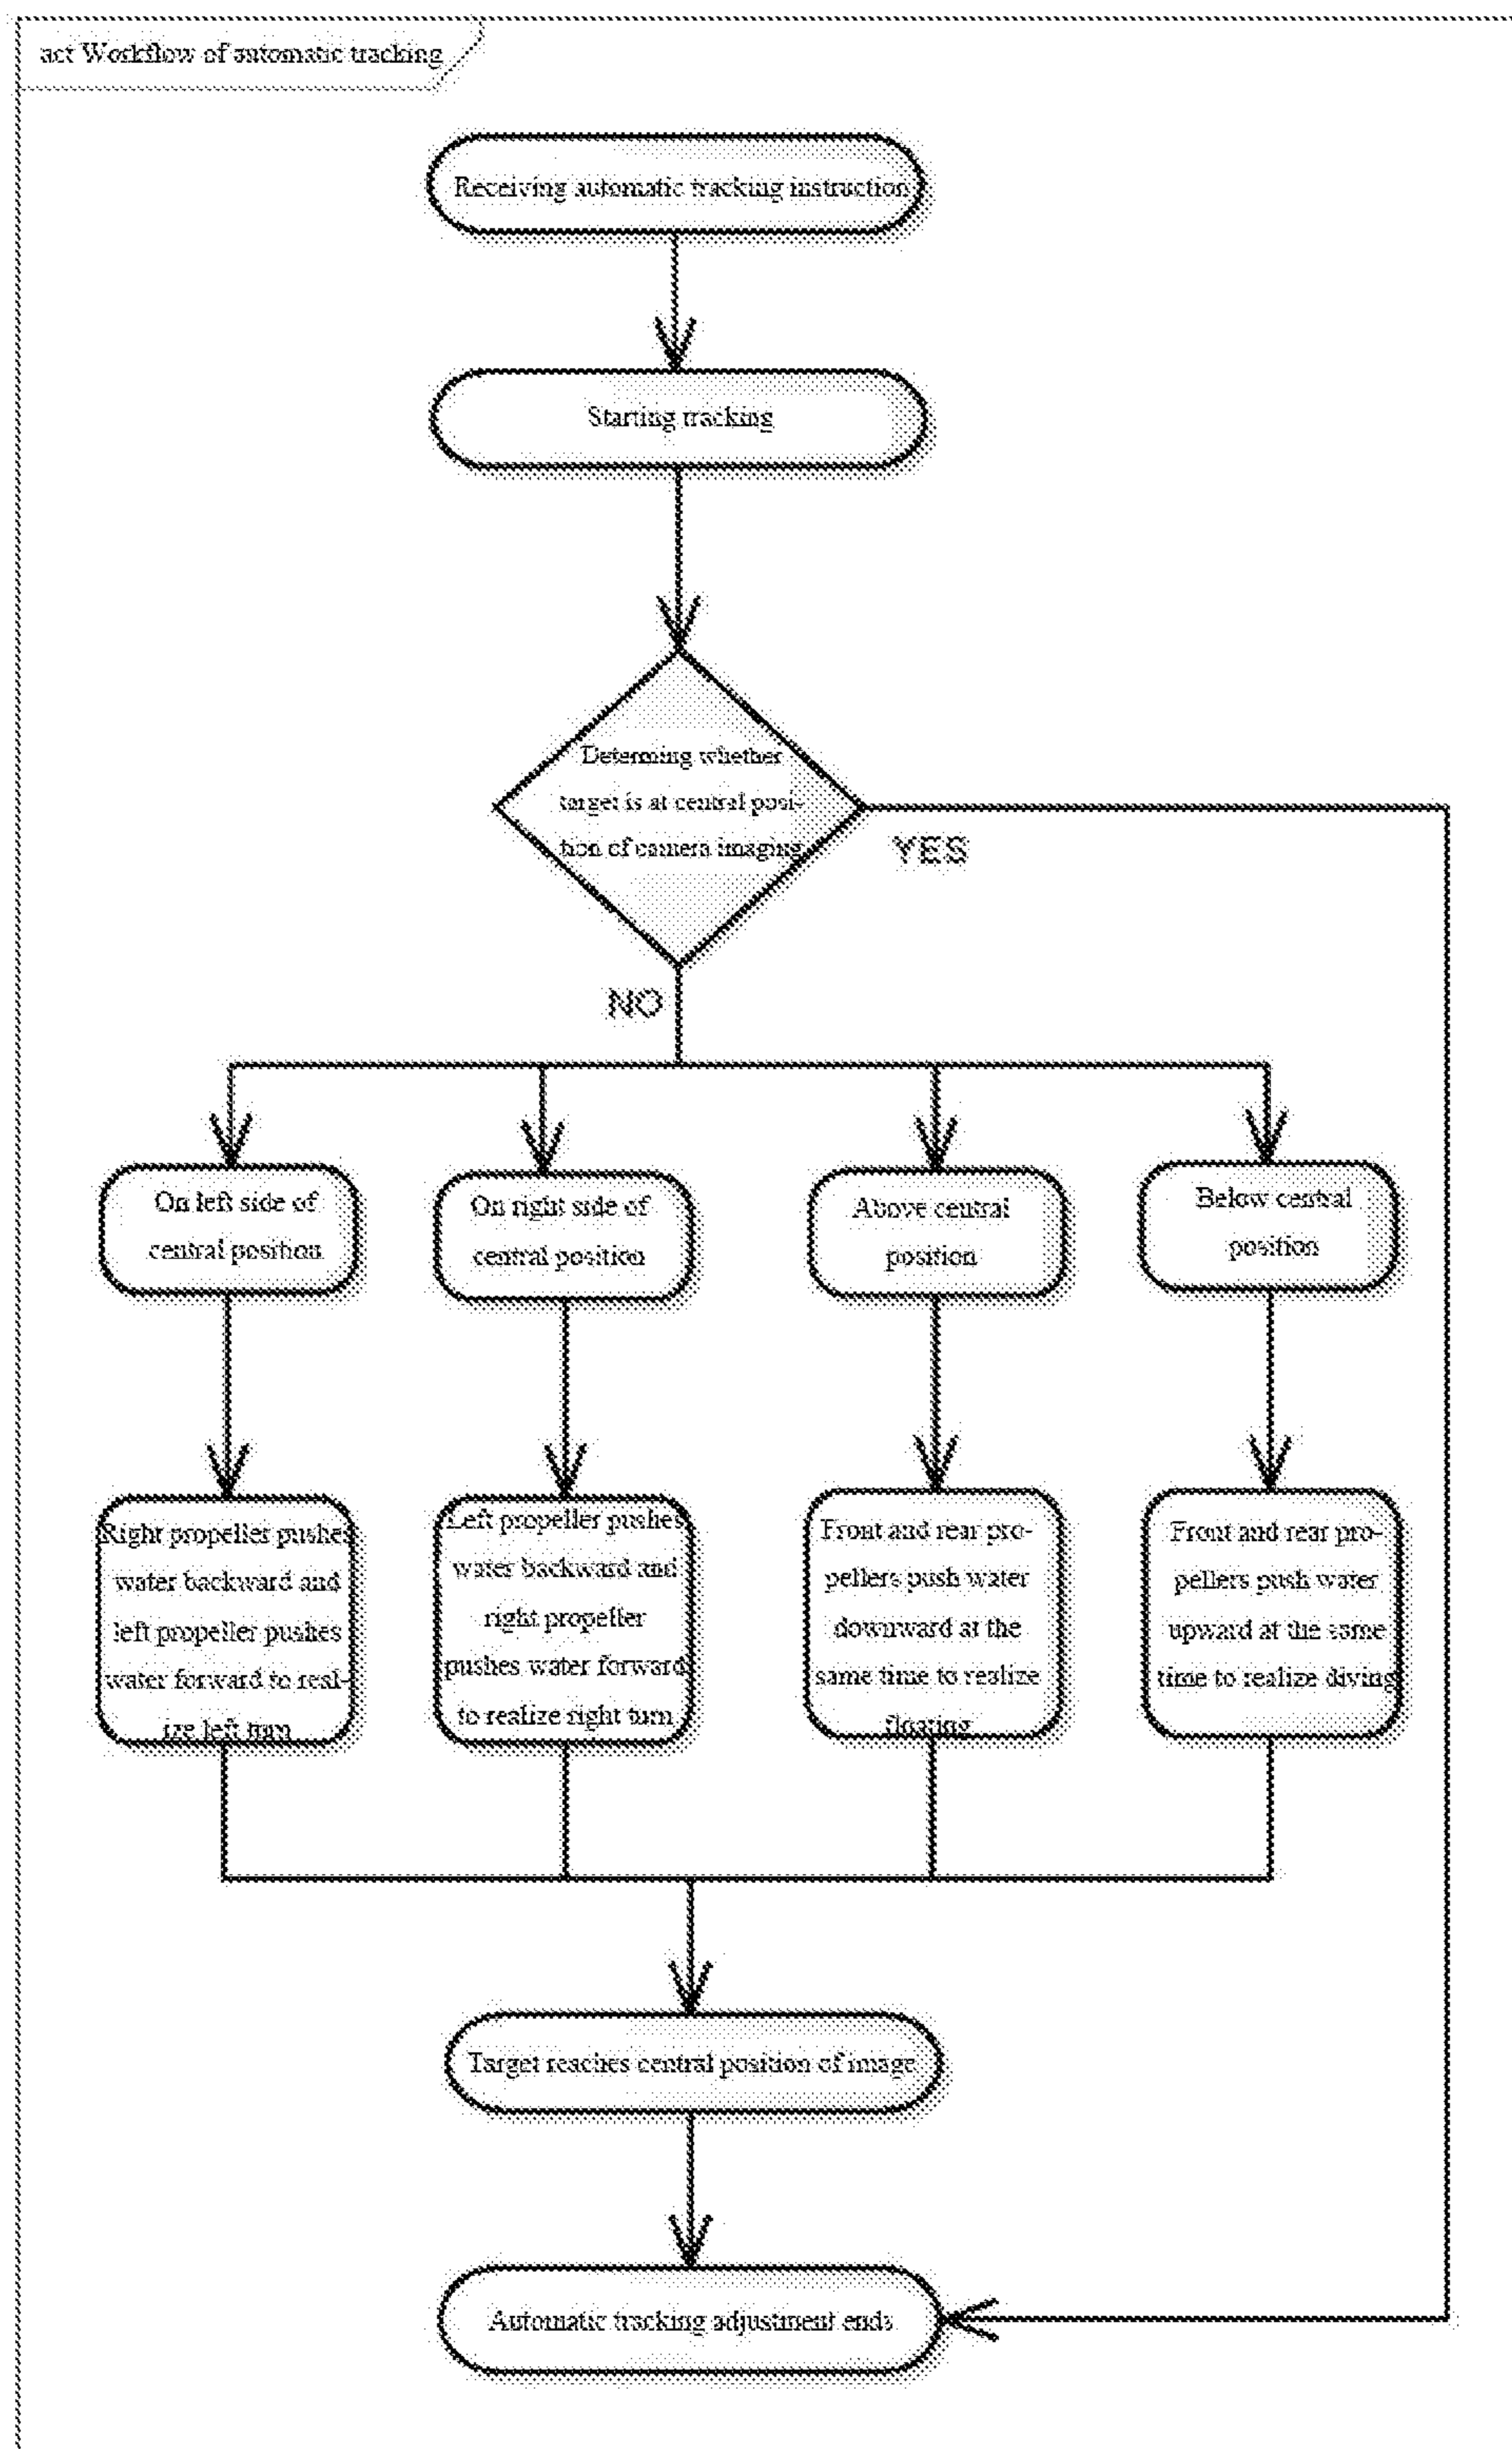 act Workflow of automatic tracking
Receiving automatic tracking instruction
Starting tracking
Determing whether
target is at central posi-
tion of camera imaging
YES
NO
On left side of
central position
On right side of
central position
Above central
position
Below central
position
Right propeller pushes
water backward and
left propeller pushes
water forward to real-
ize left turn
Left propeller pushes
water backward and
right propeller
pushes water forward
to realize right turn
Front and rear pro-
pellers push water
downward at the
same time to realize
floating
Front and rear pro-
pellers push water
upward at the same
time to realize diving
Target reaches central position of image
Automatic tracking adjustment ends